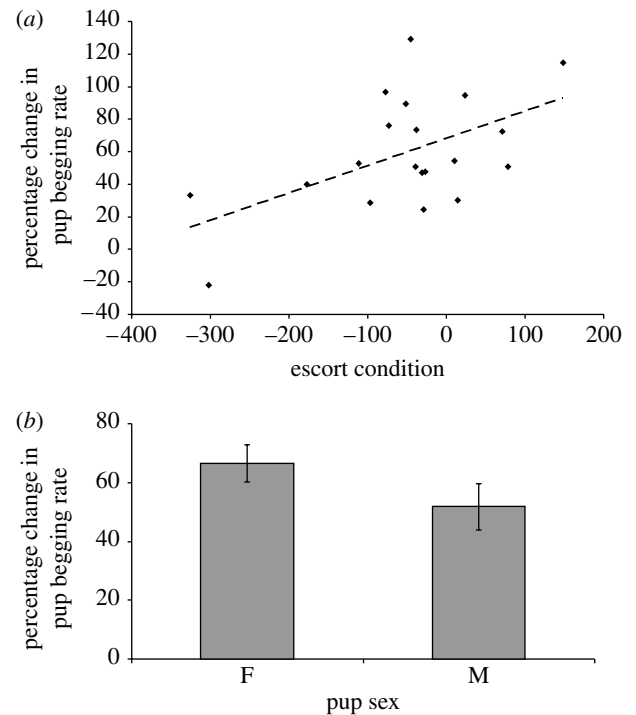 (a)
percentage change in
pup begging rate
140
120
100
80
60
40
20
0
−20
−40
−400 −300 −200 −100 0 100 200
escort condition
(b)
percentage change in
pup begging rate
80
60
40
20
0
F M
pup sex